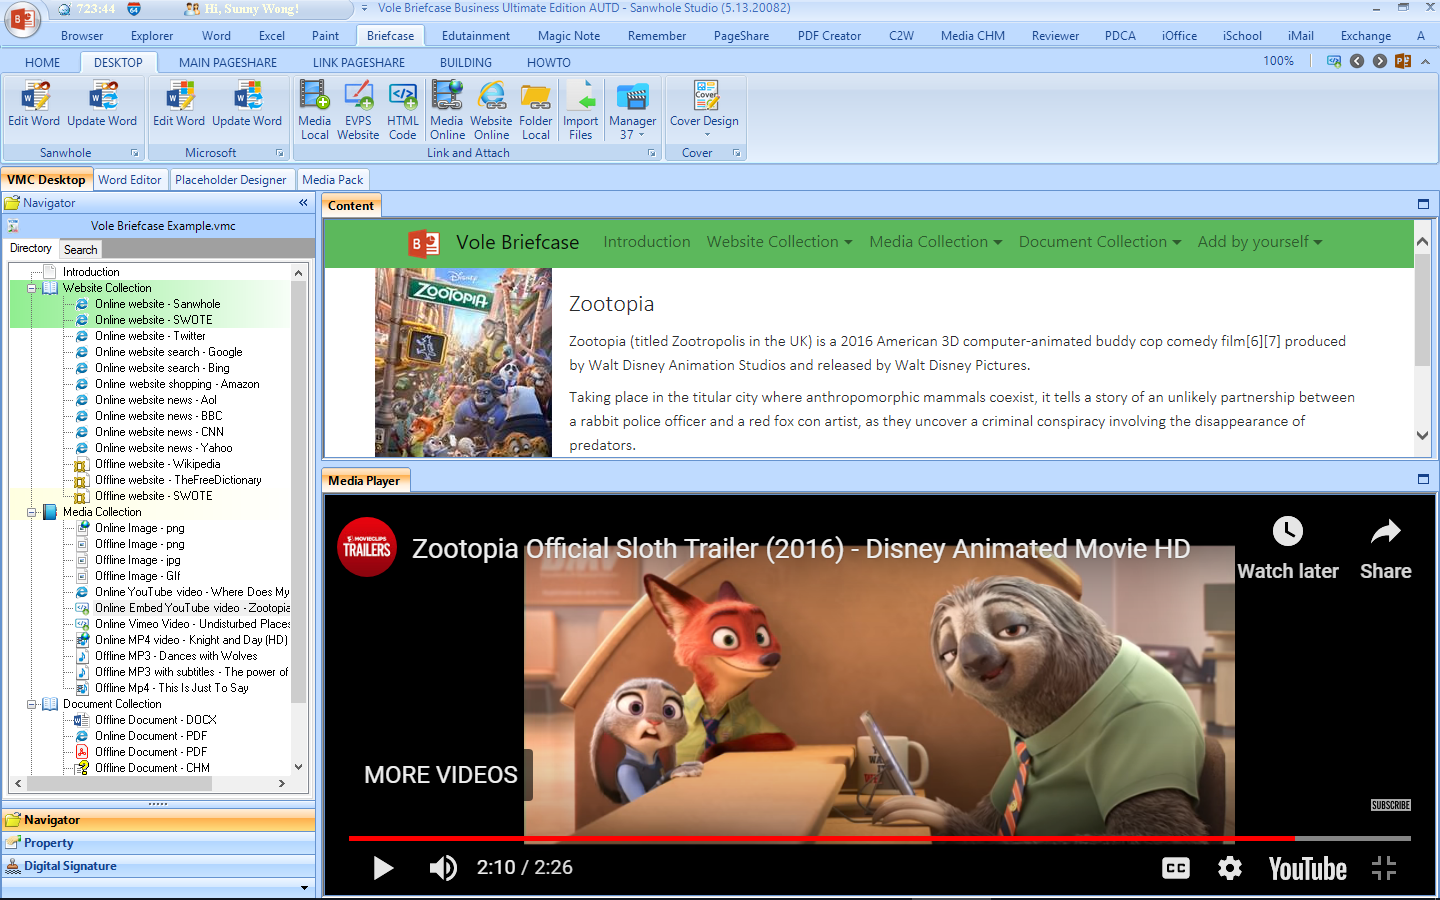 723:44 Hi, Sunny Wong! Vole Briefcase Business Ultimate Edition AUTD - Sanwhole Studio (5.13.20082)
Browser Explorer Word Excel Paint Briefcase Edutainment Magic Note Remember PageShare PDF Creator C2W Media CHM Reviewer PDCA iOffice iSchool iMail Exchange A
HOME DESKTOP MAIN PAGESHARE LINK PAGESHARE BUILDING HOWTO 100%
Edit Word Update Word Edit Word Update Word Media Local EVPS Website HTML Code Media Online Website Online Folder Local Import Files Manager 37 Cover Design
Sanwhole Microsoft Link and Attach Cover
VMC Desktop Word Editor Placeholder Designer Media Pack
Navigator
Vole Briefcase Example.vmc
Directory Search
Introduction
Website Collection
Online website - Sanwhole
Online website - SWOTE
Online website - Twitter
Online website search - Google
Online website search - Bing
Online website shopping - Amazon
Online website news - Aol
Online website news - BBC
Online website news - CNN
Online website news - Yahoo
Offline website - Wikipedia
Offline website - TheFreeDictionary
Offline website - SWOTE
Media Collection
Online Image - png
Offline Image - png
Offline Image - jpg
Offline Image - GIf
Online YouTube video - Where Does My
Online Embed YouTube video - Zootopia
Online Vimeo Video - Undisturbed Places
Online MP4 video - Knight and Day (HD)
Offline MP3 - Dances with Wolves
Offline MP3 with subtitles - The power of
Offline Mp4 - This Is Just To Say
Document Collection
Offline Document - DOCX
Offline Document - PDF
Offline Document - PDF
Offline Document - CHM
Navigator
Property
Digital Signature
Content
Vole Briefcase Introduction Website Collection Media Collection Document Collection Add by yourself
Disney
ZOOTOPIA
Zootopia
Zootopia (titled Zootropolis in the UK) is a 2016 American 3D computer-animated buddy cop comedy film[6][7] produced
by Walt Disney Animation Studios and released by Walt Disney Pictures.
Taking place in the titular city where anthropomorphic mammals coexist, it tells a story of an unlikely partnership between
a rabbit police officer and a red fox con artist, as they uncover a criminal conspiracy involving the disappearance of
predators.
Media Player
MOVIECLIPS
TRAILERS
Zootopia Official Sloth Trailer (2016) - Disney Animated Movie HD
Watch later Share
MORE VIDEOS
SUBSCRIBE
2:10 / 2:26 CC YouTube